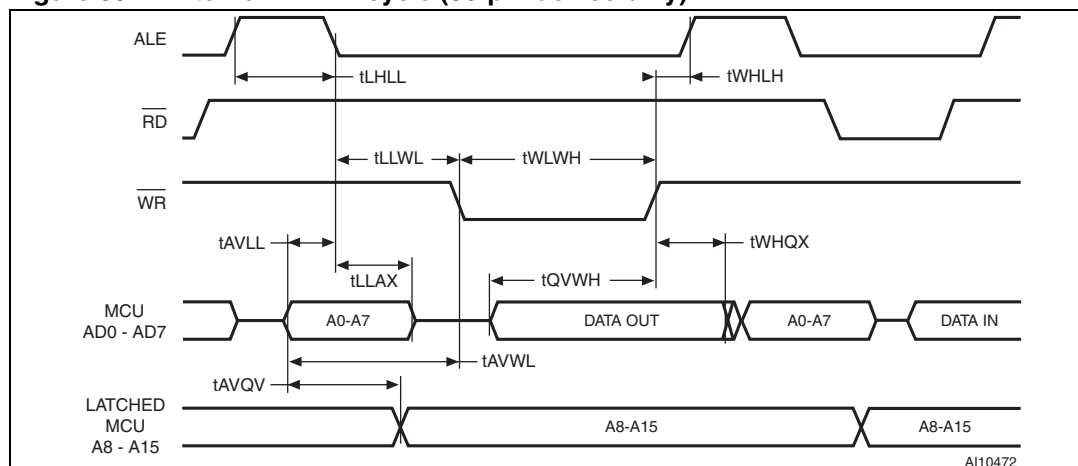 ALE
tLHLL
tWHLH
RD
tLLWL
tWLWH
WR
tAVLL
tWHQX
tLLAX
tQVWH
MCU
AD0 - AD7
A0-A7
DATA OUT
A0-A7
DATA IN
tAVWL
tAVQV
LATCHED
MCU
A8 - A15
A8-A15
A8-A15
AI10472